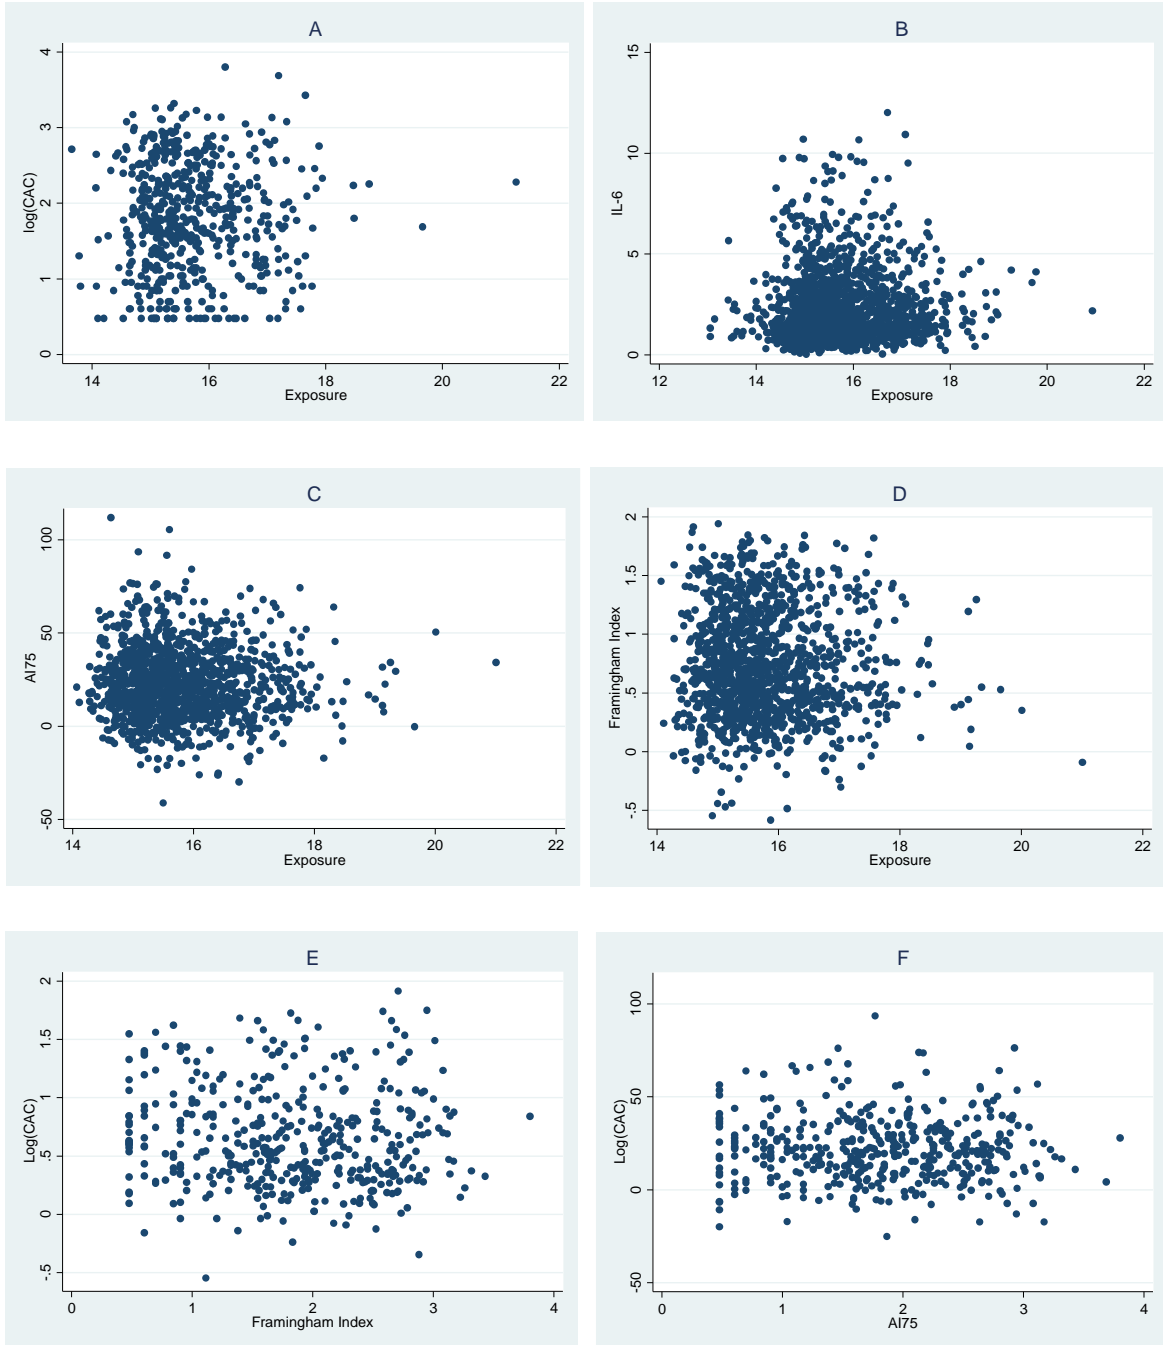 A
log(CAC)
4
3
2
1
0
14 16 18 20 22
Exposure
B
IL-6
15
10
5
0
12 14 16 18 20 22
Exposure
C
AI75
100
50
0
-50
14 16 18 20 22
Exposure
D
Framingham Index
2
1.5
1
.5
0
-.5
14 16 18 20 22
Exposure
E
Log(CAC)
2
1.5
1
.5
0
-.5
0 1 2 3 4
Framingham Index
F
Log(CAC)
100
50
0
-50
0 1 2 3 4
AI75